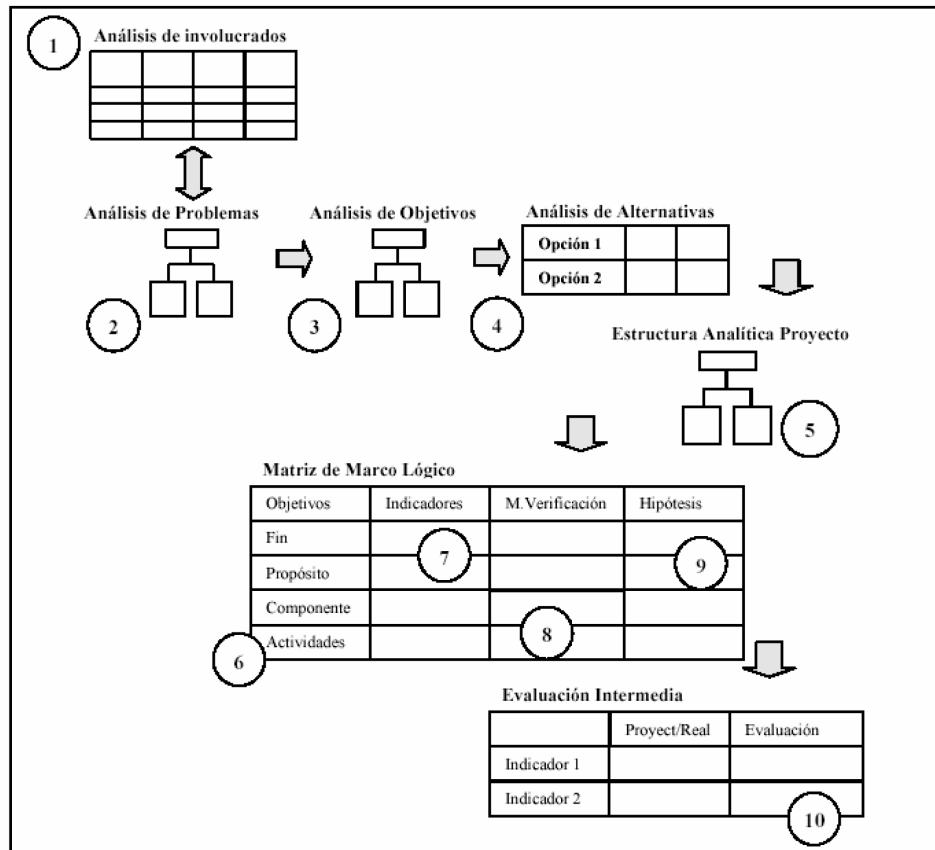 1
Análisis de involucrados
Análisis de Problemas
Análisis de Objetivos
Análisis de Alternativas
Opción 1
Opción 2
2
3
4
Estructura Analítica Proyecto
5
Matriz de Marco Lógico
Objetivos Indicadores M.Verificación Hipótesis
Fin
7
9
Propósito
Componente
8
Actividades
6
Evaluación Intermedia
Proyect/Real Evaluación
Indicador 1
Indicador 2
10